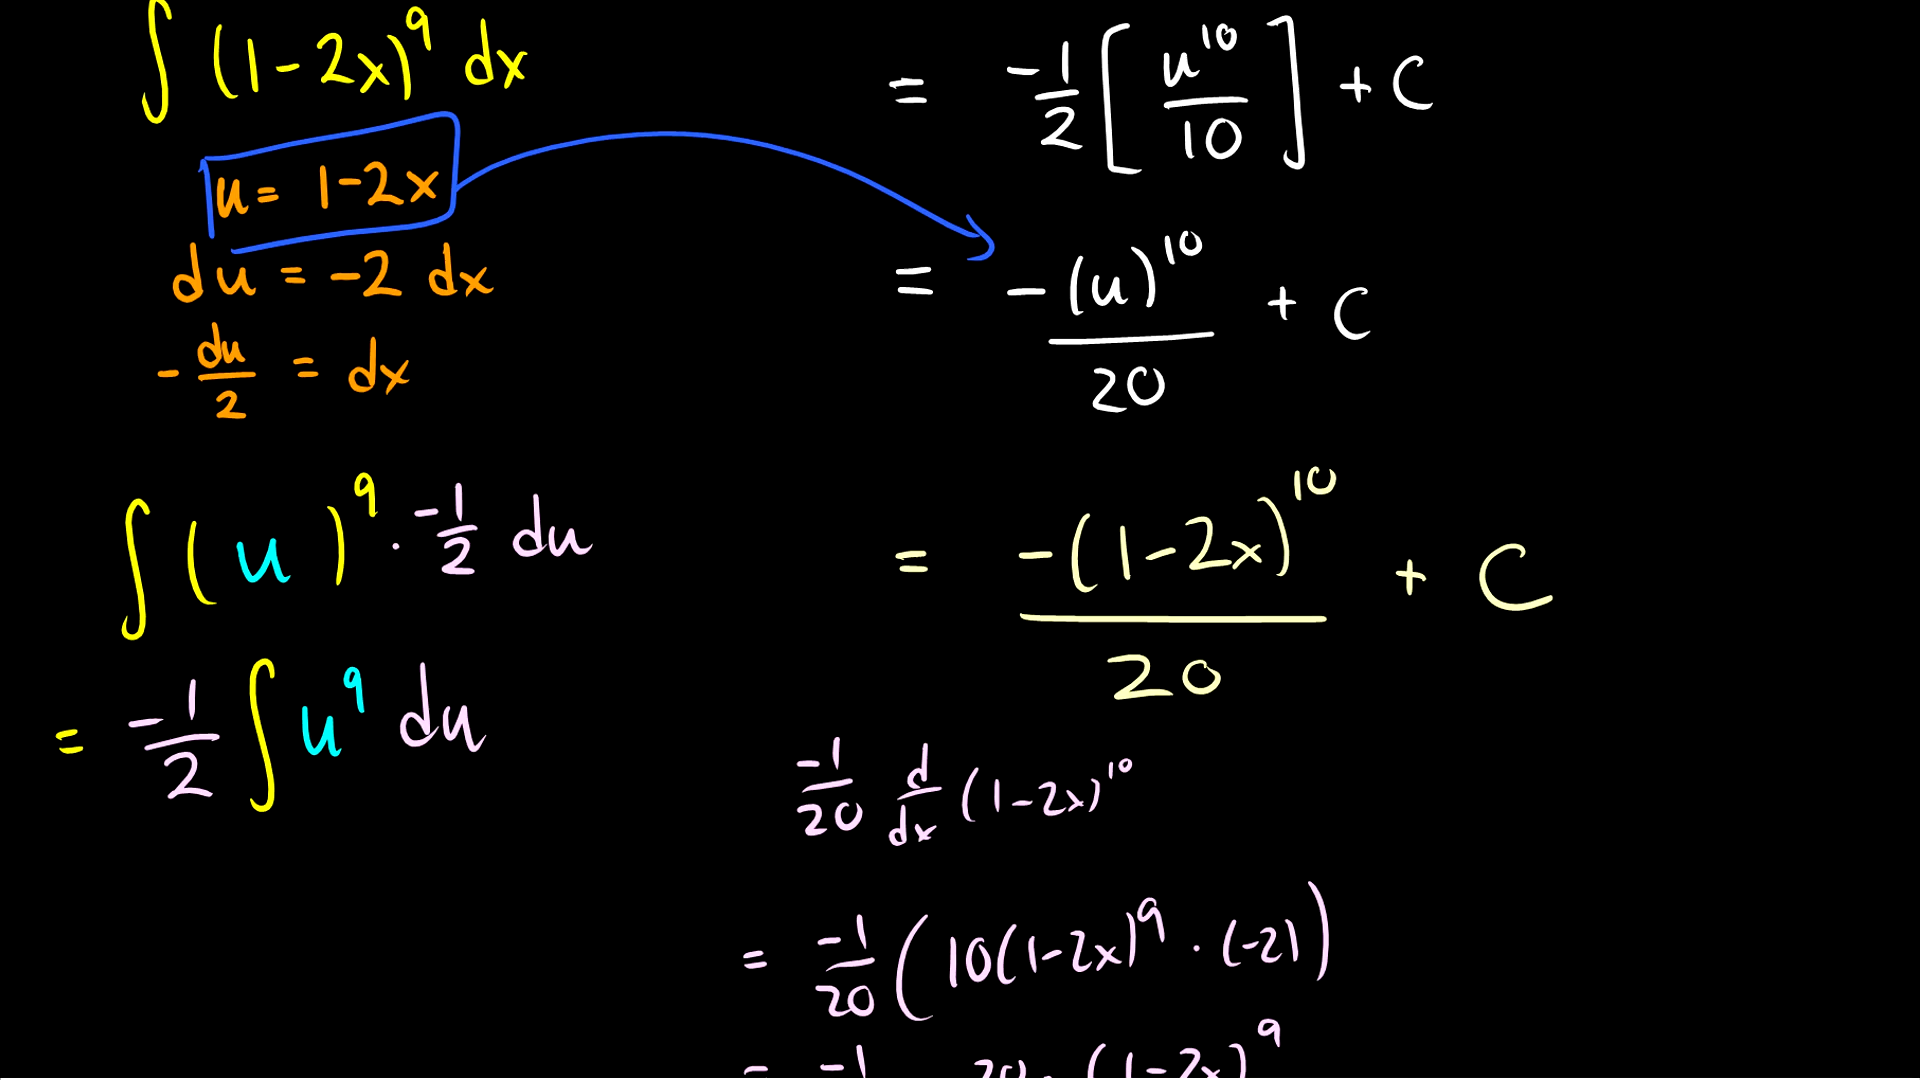 ∫ (1-2x)^9 dx
u = 1-2x
du = -2 dx
-du/2 = dx
∫ (u)^9 · -1/2 du
= -1/2 ∫ u^9 du
= -1/2 [u^10/10] + C
= -(u)^10/20 + C
= -(1-2x)^10/20 + C
-1/20 d/dx (1-2x)^10
= -1/20 (10(1-2x)^9 · (-2))